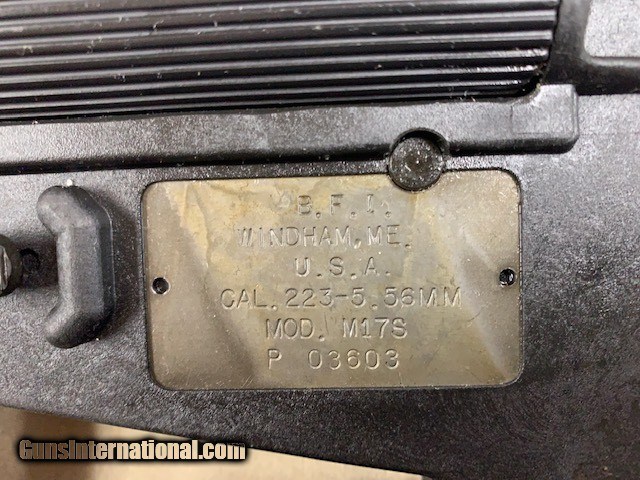 B.F.I.
WINDHAM, ME.
U.S.A.
CAL.223-5.56MM
MOD. M17S
P 03603
GunsInternational.com